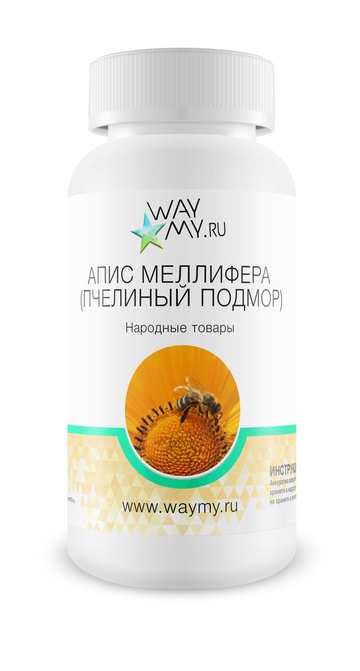 WAY
MY.RU
АПИС МЕЛЛИФЕРА
(ПЧЕЛИНЫЙ ПОДМОР)
Народные товары
ИНСТРУКЦ
www.waymy.ru